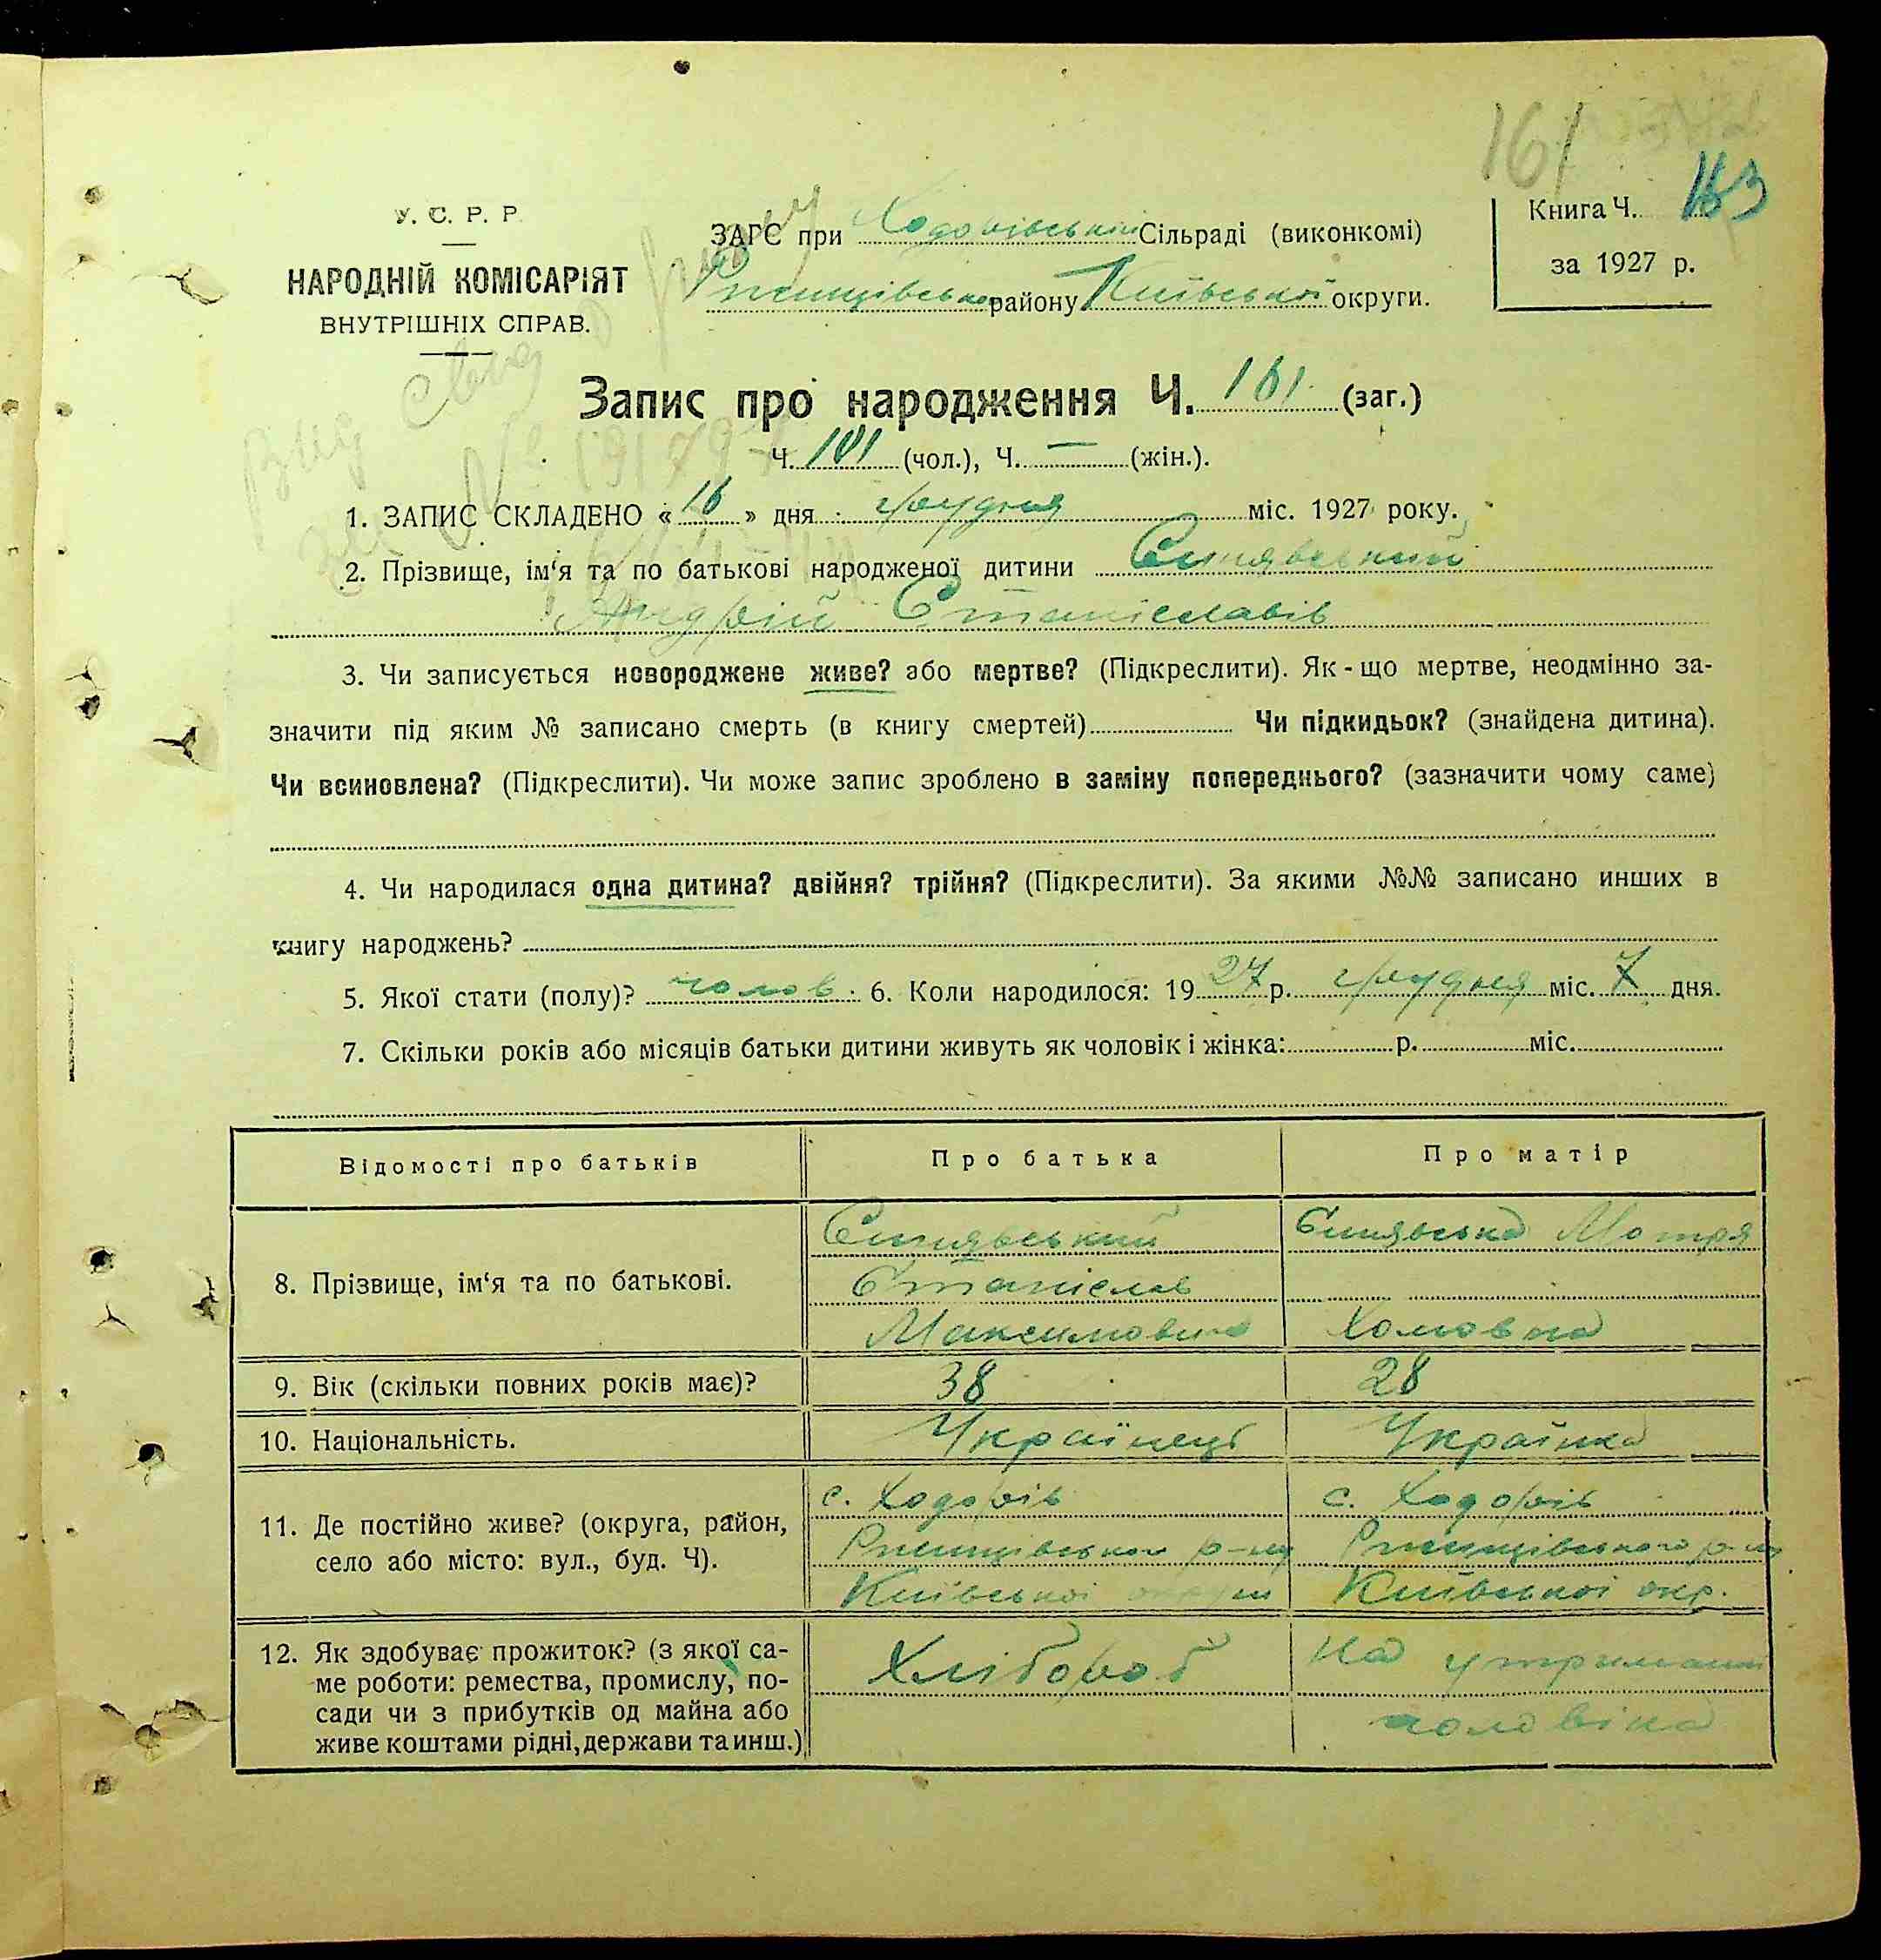 161
163
У. С. Р. Р.
НАРОДНІЙ КОМІСАРІЯТ
ВНУТРІШНІХ СПРАВ.
ЗАГС при Ходорівській Сільраді (виконкомі)
Ржищівського району Київської округи.
Книга Ч.
за 1927 р.
Запис про народження Ч. 161 (заг.)
Ч. 101 (чол.), Ч. — (жін.).
1. ЗАПИС СКЛАДЕНО «16» дня грудня міс. 1927 року.
2. Прізвище, ім‘я та по батькові народженої дитини Синявський
Андрій Станіславів
3. Чи записується новороджене живе? або мертве? (Підкреслити). Як-що мертве, неодмінно за-
значити під яким № записано смерть (в книгу смертей) Чи підкидьок? (знайдена дитина).
Чи всиновлена? (Підкреслити). Чи може запис зроблено в заміну попереднього? (зазначити чому саме)
4. Чи народилася одна дитина? двійня? трійня? (Підкреслити). За якими №№ записано инших в
книгу народжень?
5. Якої стати (полу)? чолов. 6. Коли народилося: 1927 р. грудня міс. 7 дня.
7. Скільки років або місяців батьки дитини живуть як чоловік і жінка: р. міс.
Відомості про батьків Про батька Про матір
8. Прізвище, ім‘я та по батькові. Синявський Станіслав Максимович Синявська Мотря Хомовна
9. Вік (скільки повних років має)? 38 28
10. Національність. Українець Українка
11. Де постійно живе? (округа, район, с. Ходорів с. Ходорів
село або місто: вул., буд. Ч). Ржищівського р-ну Ржищівського р-ну
Київської округи Київської окр.
12. Як здобуває прожиток? (з якої са- Хлібороб на утриманні
ме роботи: ремества, промислу, по- чоловіка
сади чи з прибутків од майна або
живе коштами рідні, держави та инш.)